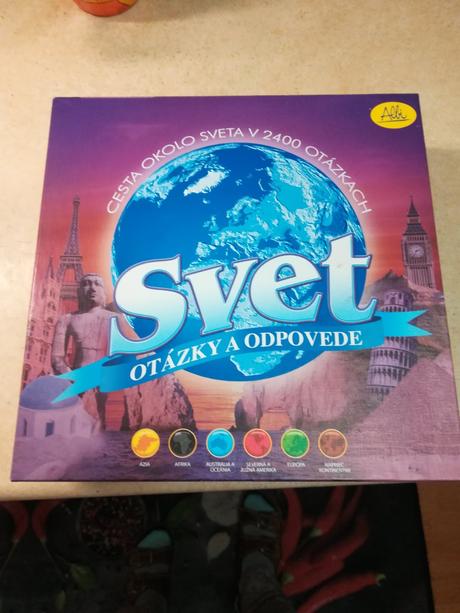 Albi
CESTA OKOLO SVETA V 2400 OTÁZKACH
Svet
OTÁZKY A ODPOVEDE
ÁZIA
AFRIKA
AUSTRÁLIA A
OCEÁNIA
SEVERNÁ A
JUŽNÁ AMERIKA
EURÓPA
NAPRIEČ
KONTINENTMI